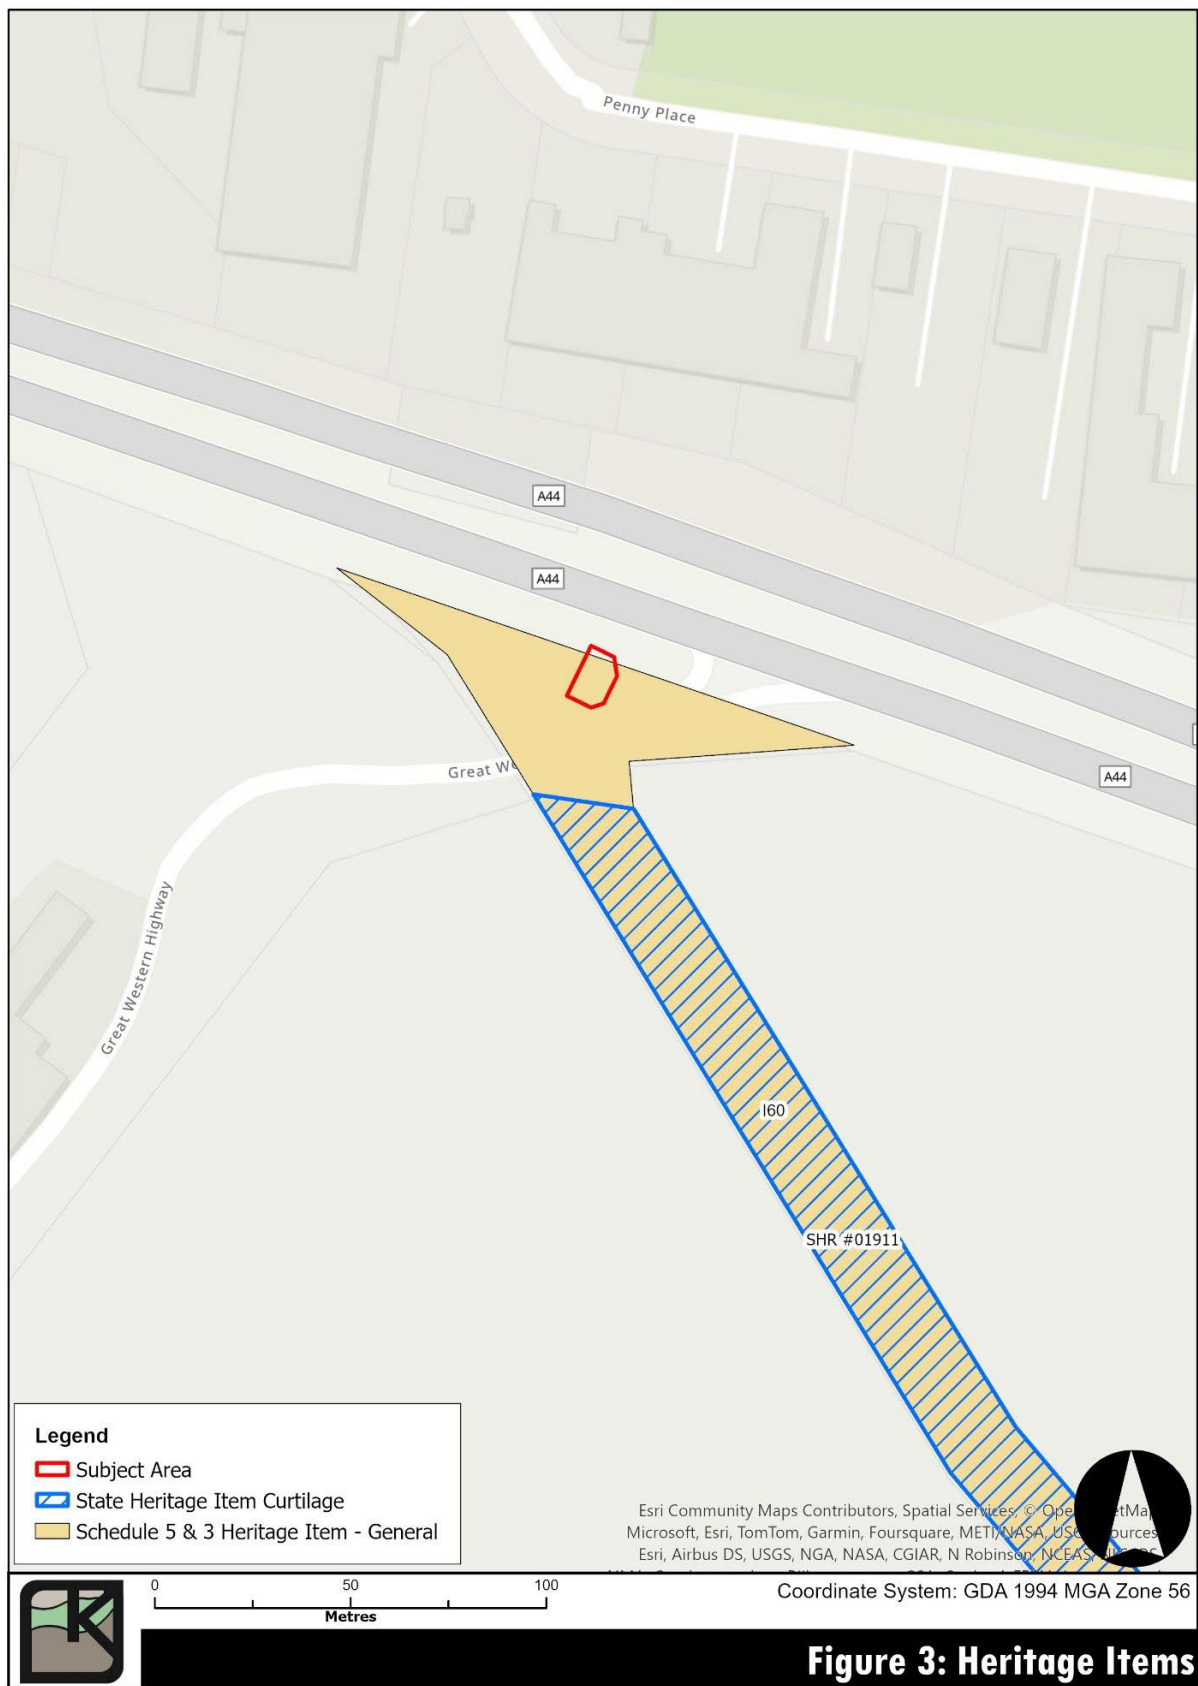 Penny Place
A44
A44
Great We
A44
Great Western Highway
I60
SHR #01911
Legend
Subject Area
State Heritage Item Curtilage
Schedule 5 & 3 Heritage Item - General
Esri Community Maps Contributors, Spatial Services, ©
Microsoft, Esri, TomTom, Garmin, Foursquare, METI/NASA,
Esri, Airbus DS, USGS, NGA, NASA, CGIAR, N Robinson, NCEAS,
0 50 100
Metres
Coordinate System: GDA 1994 MGA Zone 56
K
Figure 3: Heritage Items